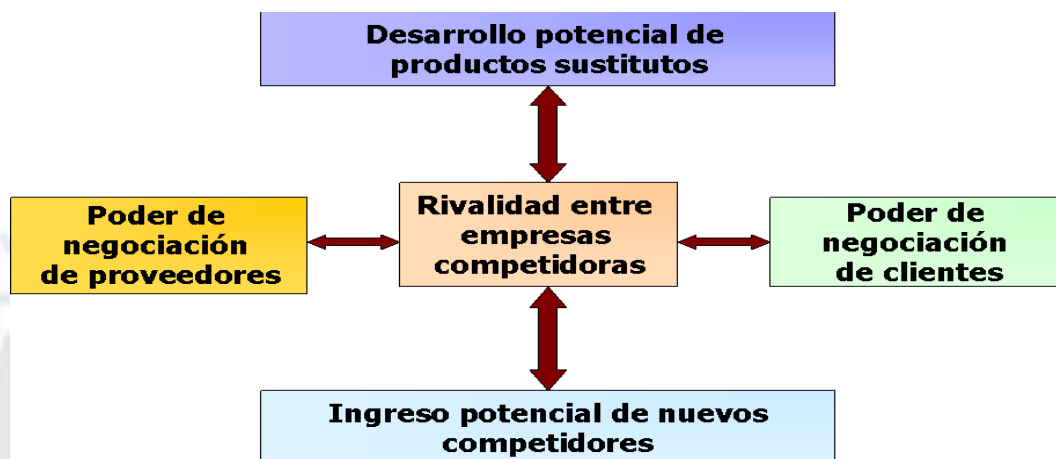 Desarrollo potencial de
productos sustitutos
Poder de
negociación
de proveedores
Rivalidad entre
empresas
competidoras
Poder de
negociación
de clientes
Ingreso potencial de nuevos
competidores